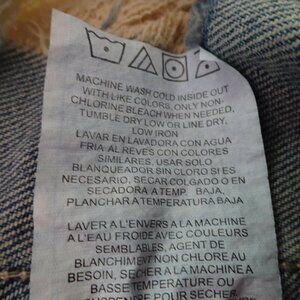 MACHINE WASH COLD INSIDE OUT
WITH LIKE COLORS, ONLY NON-
CHLORINE BLEACH WHEN NEEDED,
TUMBLE DRY LOW OR LINE DRY,
LOW IRON
LAVAR EN LAVADORA CON AGUA
FRIA AL REVES CON COLORES
SIMILARES. USAR SOLO
BLANQUEADOR SIN CLORO SI ES
NECESARIO, SECAR COLGADO O EN
SECADORA A TEMP. BAJA,
PLANCHAR A TEMPERATURA BAJA
LAVER A L'ENVERS A LA MACHINE
A L'EAU FROIDE AVEC COULEURS
SEMBLABLES, AGENT DE
BLANCHIMENT NON CHLORE AU
BESOIN, SECHER A LA MACHINE A
BASSE TEMPERATURE OU
SUSPENDRE POUR SECHER